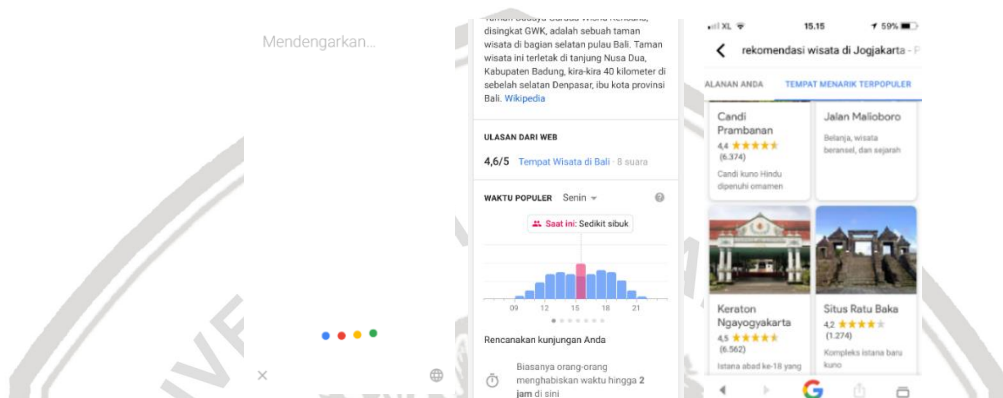 Mendengarkan...
disingkat GWK, adalah sebuah taman
wisata di bagian selatan pulau Bali. Taman
wisata ini terletak di tanjung Nusa Dua,
Kabupaten Badung, kira-kira 40 kilometer di
sebelah selatan Denpasar, ibu kota provinsi
Bali. Wikipedia
ULASAN DARI WEB
4,6/5 Tempat Wisata di Bali · 8 suara
WAKTU POPULER Senin
Saat ini: Sedikit sibuk
09 12 15 18 21
Rencanakan kunjungan Anda
Biasanya orang-orang
menghabiskan waktu hingga 2
jam di sini
XL 15.15 59%
rekomendasi wisata di Jogjakarta - P
ALANAN ANDA TEMPAT MENARIK TERPOPULER
Candi
Prambanan
4,4
(6.374)
Candi kuno Hindu
dipenuhi ornamen
Jalan Malioboro
Belanja, wisata
beransel, dan sejarah
Keraton
Ngayogyakarta
4,5
(6.562)
Istana abad ke-18 yang
Situs Ratu Baka
4,2
(1.274)
Kompleks istana baru
kuno